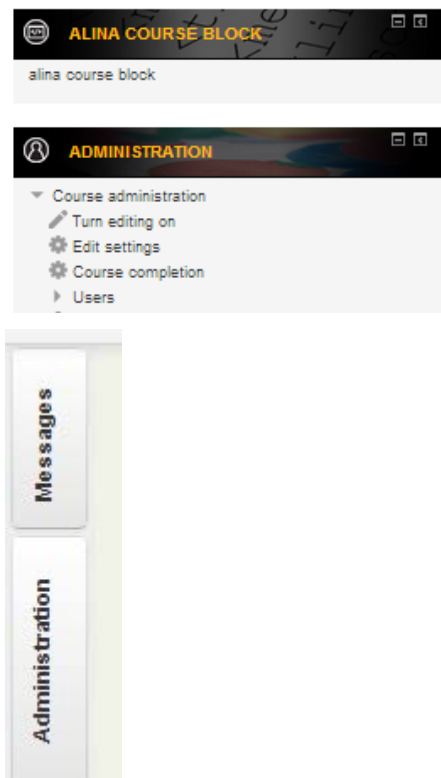 ALINA COURSE BLOCK
alina course block
ADMINISTRATION
Course administration
Turn editing on
Edit settings
Course completion
Users
Messages
Administration